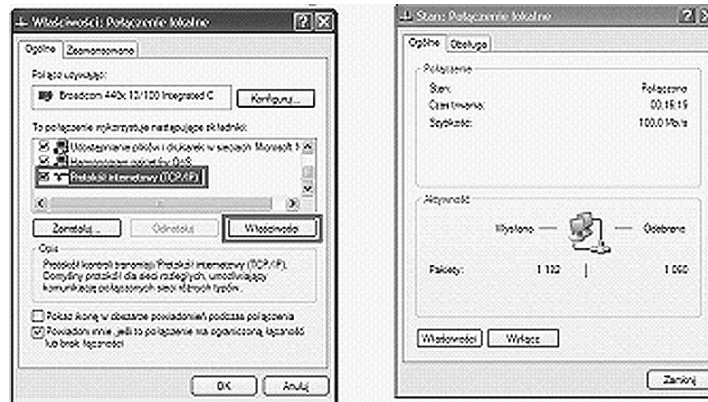 Właściwości: Połączenie lokalne
Ogólne Zaawansowane
Połącz używając:
Broadcom 440x 10/100 Integrated C
Konfiguruj...
To połączenie wykorzystuje następujące składniki:
Udostępnianie plików i drukarek w sieciach Microsoft
Harmonogram pakietów QoS
Protokół internetowy (TCP/IP)
Zainstaluj... Odinstaluj Właściwości
Opis
Protokół kontroli transmisji/Protokół internetowy (TCP/IP).
Domyślny protokół dla sieci rozległych, umożliwiający
komunikację połączonych sieci różnych typów.
Pokaż ikonę w obszarze powiadomień podczas połączenia
Powiadom mnie, jeśli to połączenie ma ograniczoną łączność
lub brak łączności
OK Anuluj
Stan: Połączenie lokalne
Ogólne Obsługa
Połączenie
Stan: Połączono
Czas trwania: 00:15:19
Szybkość: 100.0 Mb/s
Aktywność
Wysłano — — Odebrano
Pakiety: 1 122 | 1 090
Właściwości Wyłącz
Zamknij